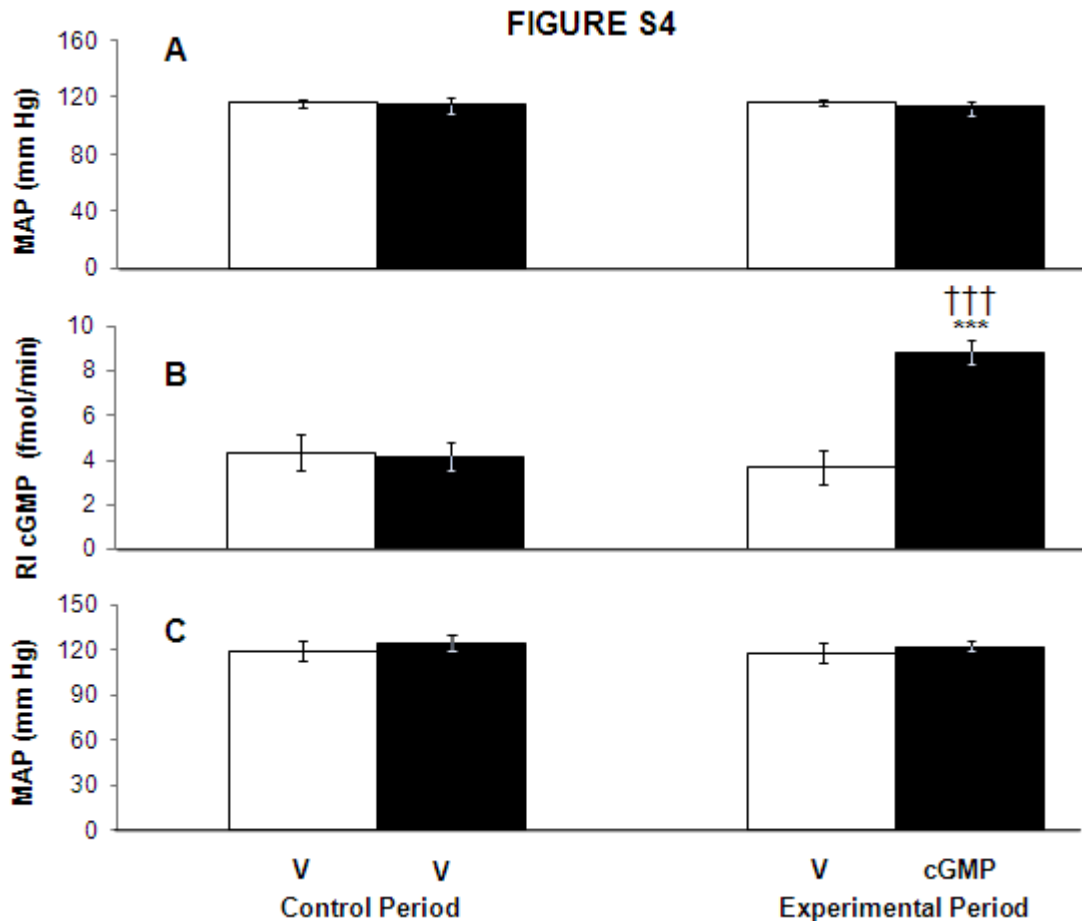 FIGURE S4
A
MAP (mm Hg)
160
120
80
40
0
B
RI cGMP (fmol/min)
10
8
6
4
2
0
†††
***
C
MAP (mm Hg)
150
120
90
60
30
0
V V V cGMP
Control Period Experimental Period